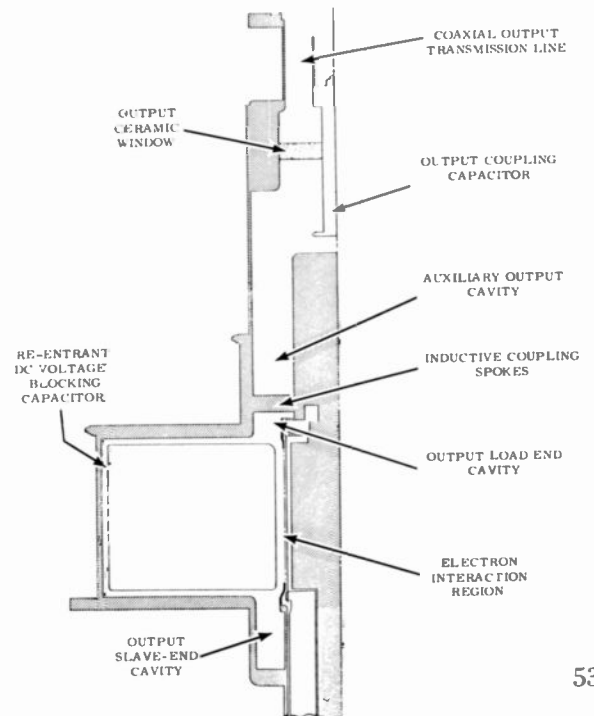 COAXIAL OUTPUT
TRANSMISSION LINE
OUTPUT
CERAMIC
WINDOW
OUTPUT COUPLING
CAPACITOR
AUXILIARY OUTPUT
CAVITY
RE-ENTRANT
DC VOLTAGE
BLOCKING
CAPACITOR
INDUCTIVE COUPLING
SPOKES
OUTPUT LOAD END
CAVITY
ELECTRON
INTERACTION
REGION
OUTPUT
SLAVE-END
CAVITY
53